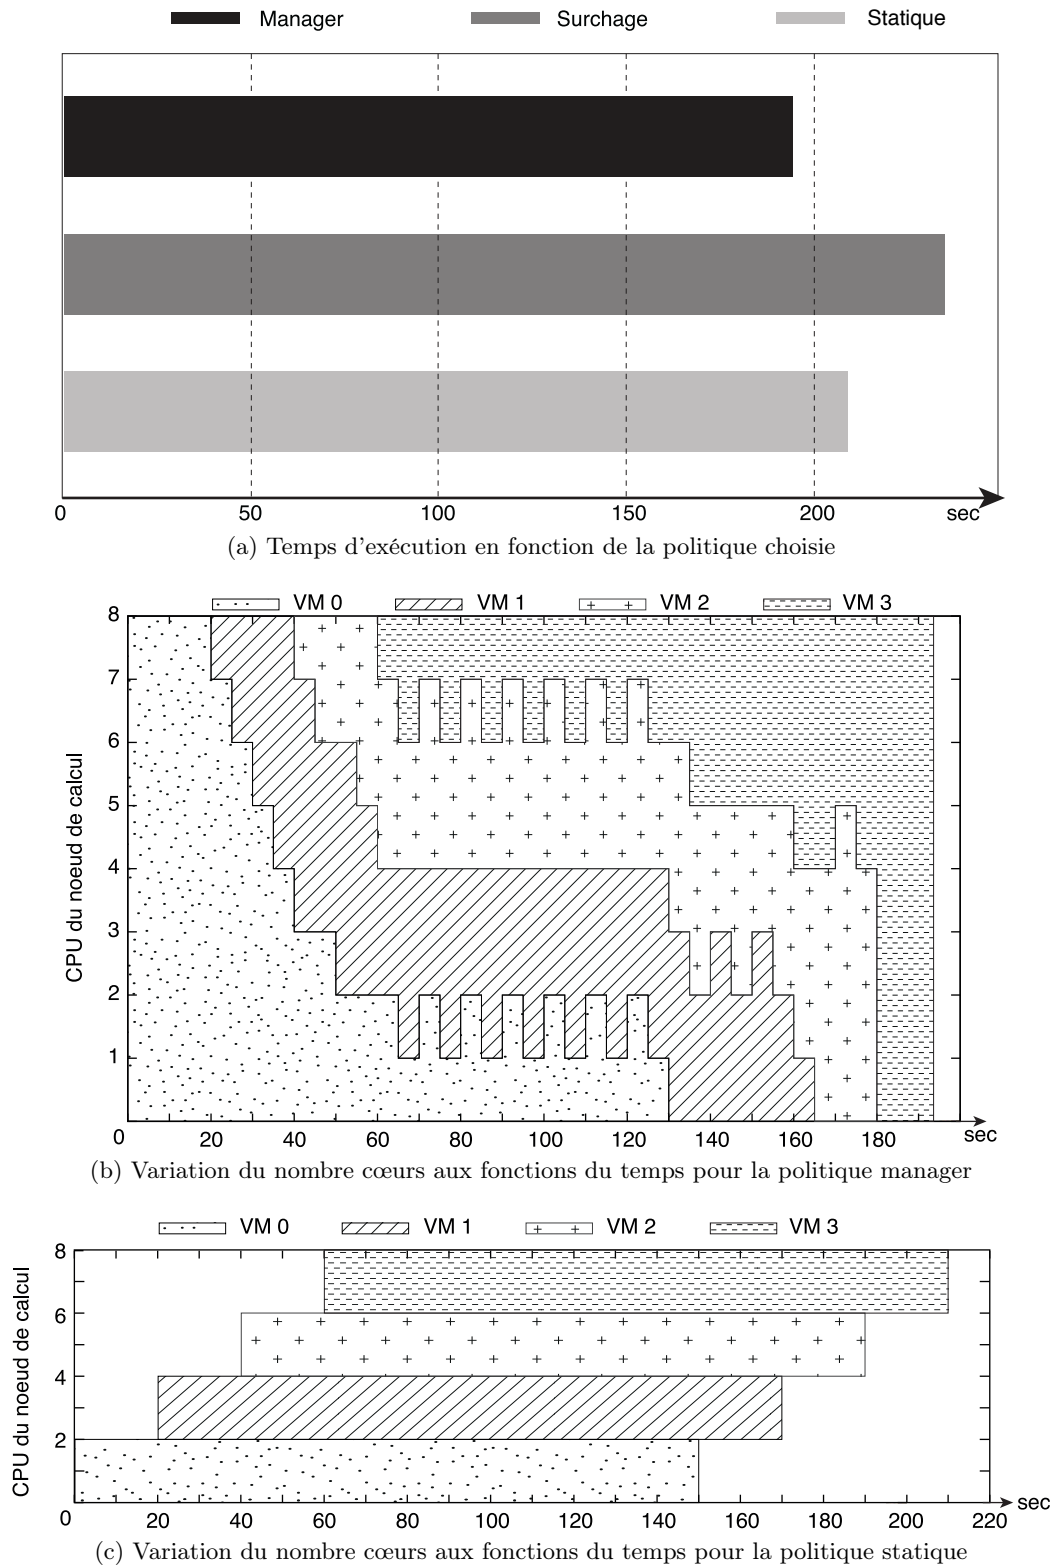 Manager Surchage Statique
0 50 100 150 200 sec
(a) Temps d'exécution en fonction de la politique choisie
VM 0 VM 1 VM 2 VM 3
CPU du noeud de calcul
8
7
6
5
4
3
2
1
0 20 40 60 80 100 120 140 160 180 sec
(b) Variation du nombre cœurs aux fonctions du temps pour la politique manager
VM 0 VM 1 VM 2 VM 3
CPU du noeud de calcul
8
6
4
2
0
0 20 40 60 80 100 120 140 160 180 200 220 sec
(c) Variation du nombre cœurs aux fonctions du temps pour la politique statique